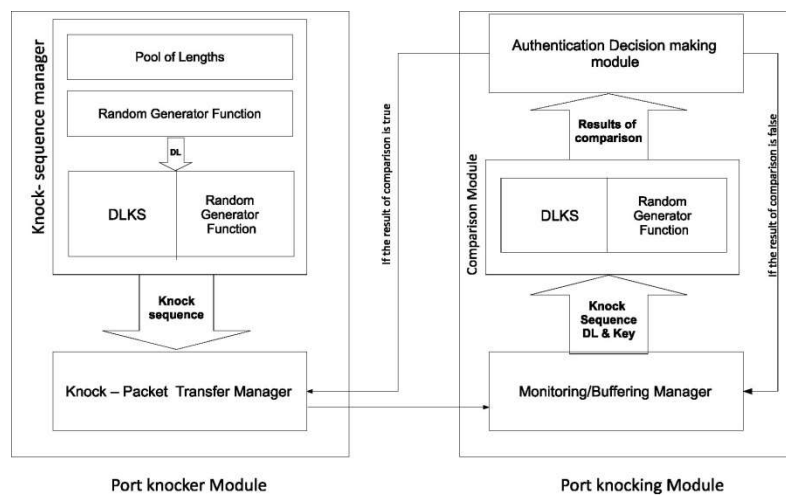 Knock- sequence manager
Pool of Lengths
Random Generator Function
DL
DLKS
Random
Generator
Function
Knock
sequence
Knock – Packet Transfer Manager
Port knocker Module
If the result of comparison is true
Authentication Decision making
module
Results of
comparison
Comparison Module
DLKS
Random
Generator
Function
Knock
Sequence
DL & Key
Monitoring/Buffering Manager
If the result of comparison is false
Port knocking Module